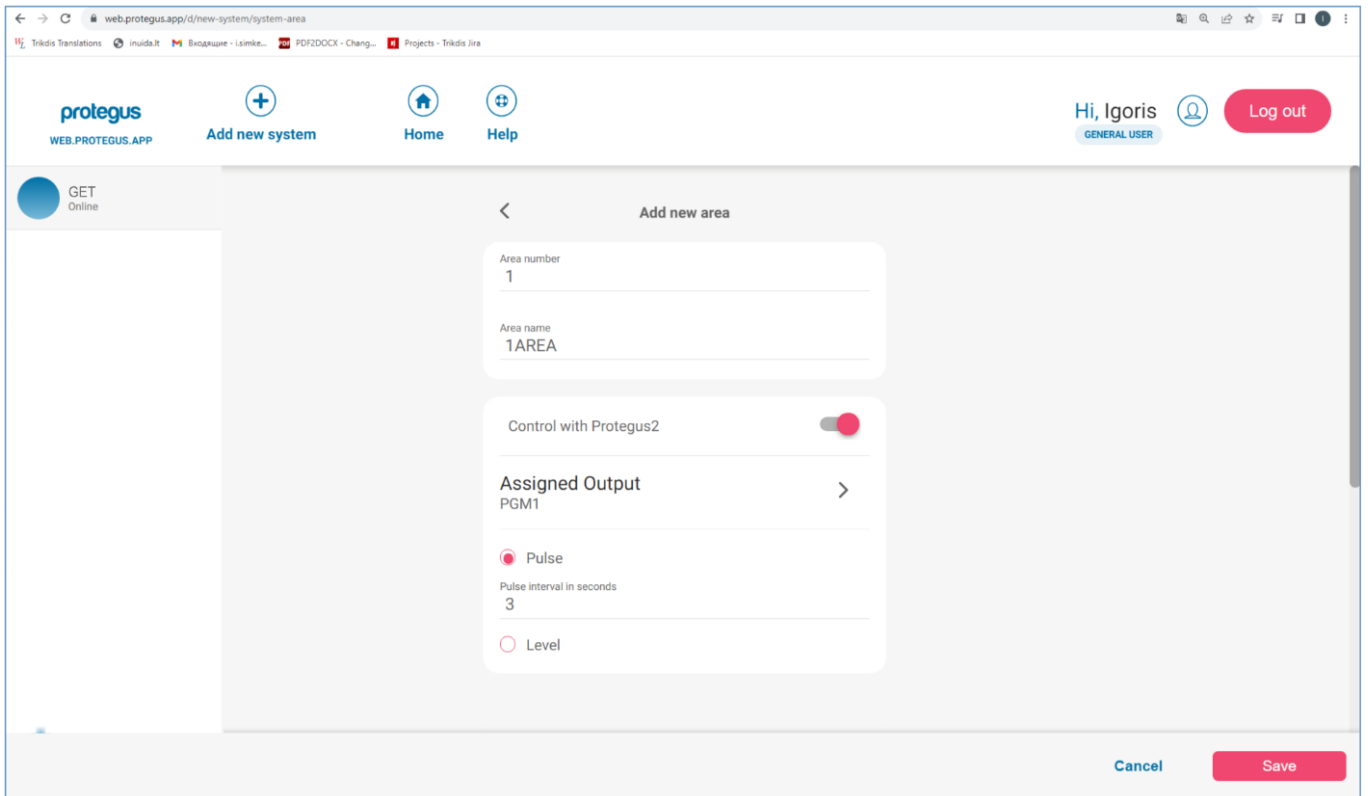 web.protegus.app/d/new-system/system-area
Trikdis Translations inuida.lt Входящие - i.simke... PDF2DOCX - Chang... Projects - Trikdis Jira
protegus
WEB.PROTEGUS.APP
Add new system
Home
Help
Hi, Igoris
GENERAL USER
Log out
GET
Online
Add new area
Area number
1
Area name
1AREA
Control with Protegus2
Assigned Output
PGM1
Pulse
Pulse interval in seconds
3
Level
Cancel
Save